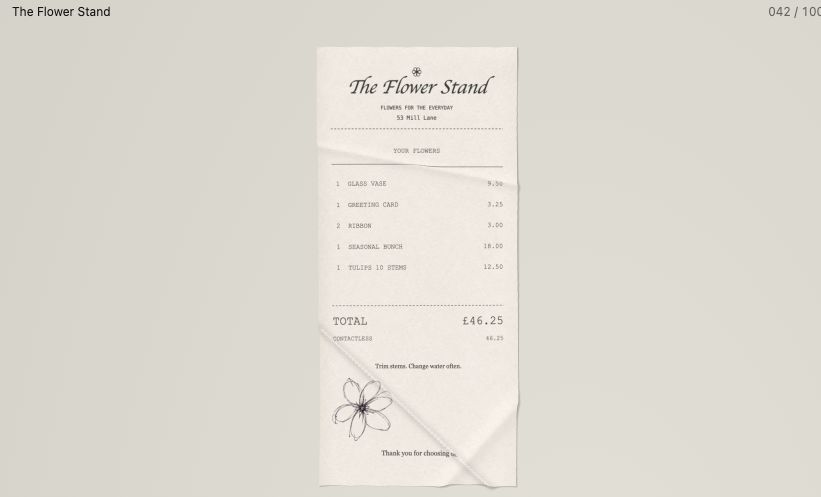 The Flower Stand
042 / 100
The Flower Stand
FLOWERS FOR THE EVERYDAY
53 Mill Lane
YOUR FLOWERS
1 GLASS VASE 9.50
1 GREETING CARD 3.25
2 RIBBON 3.00
1 SEASONAL BUNCH 18.00
1 TULIPS 10 STEMS 12.50
TOTAL £46.25
CONTACTLESS 46.25
Trim stems. Change water often.
Thank you for choosing